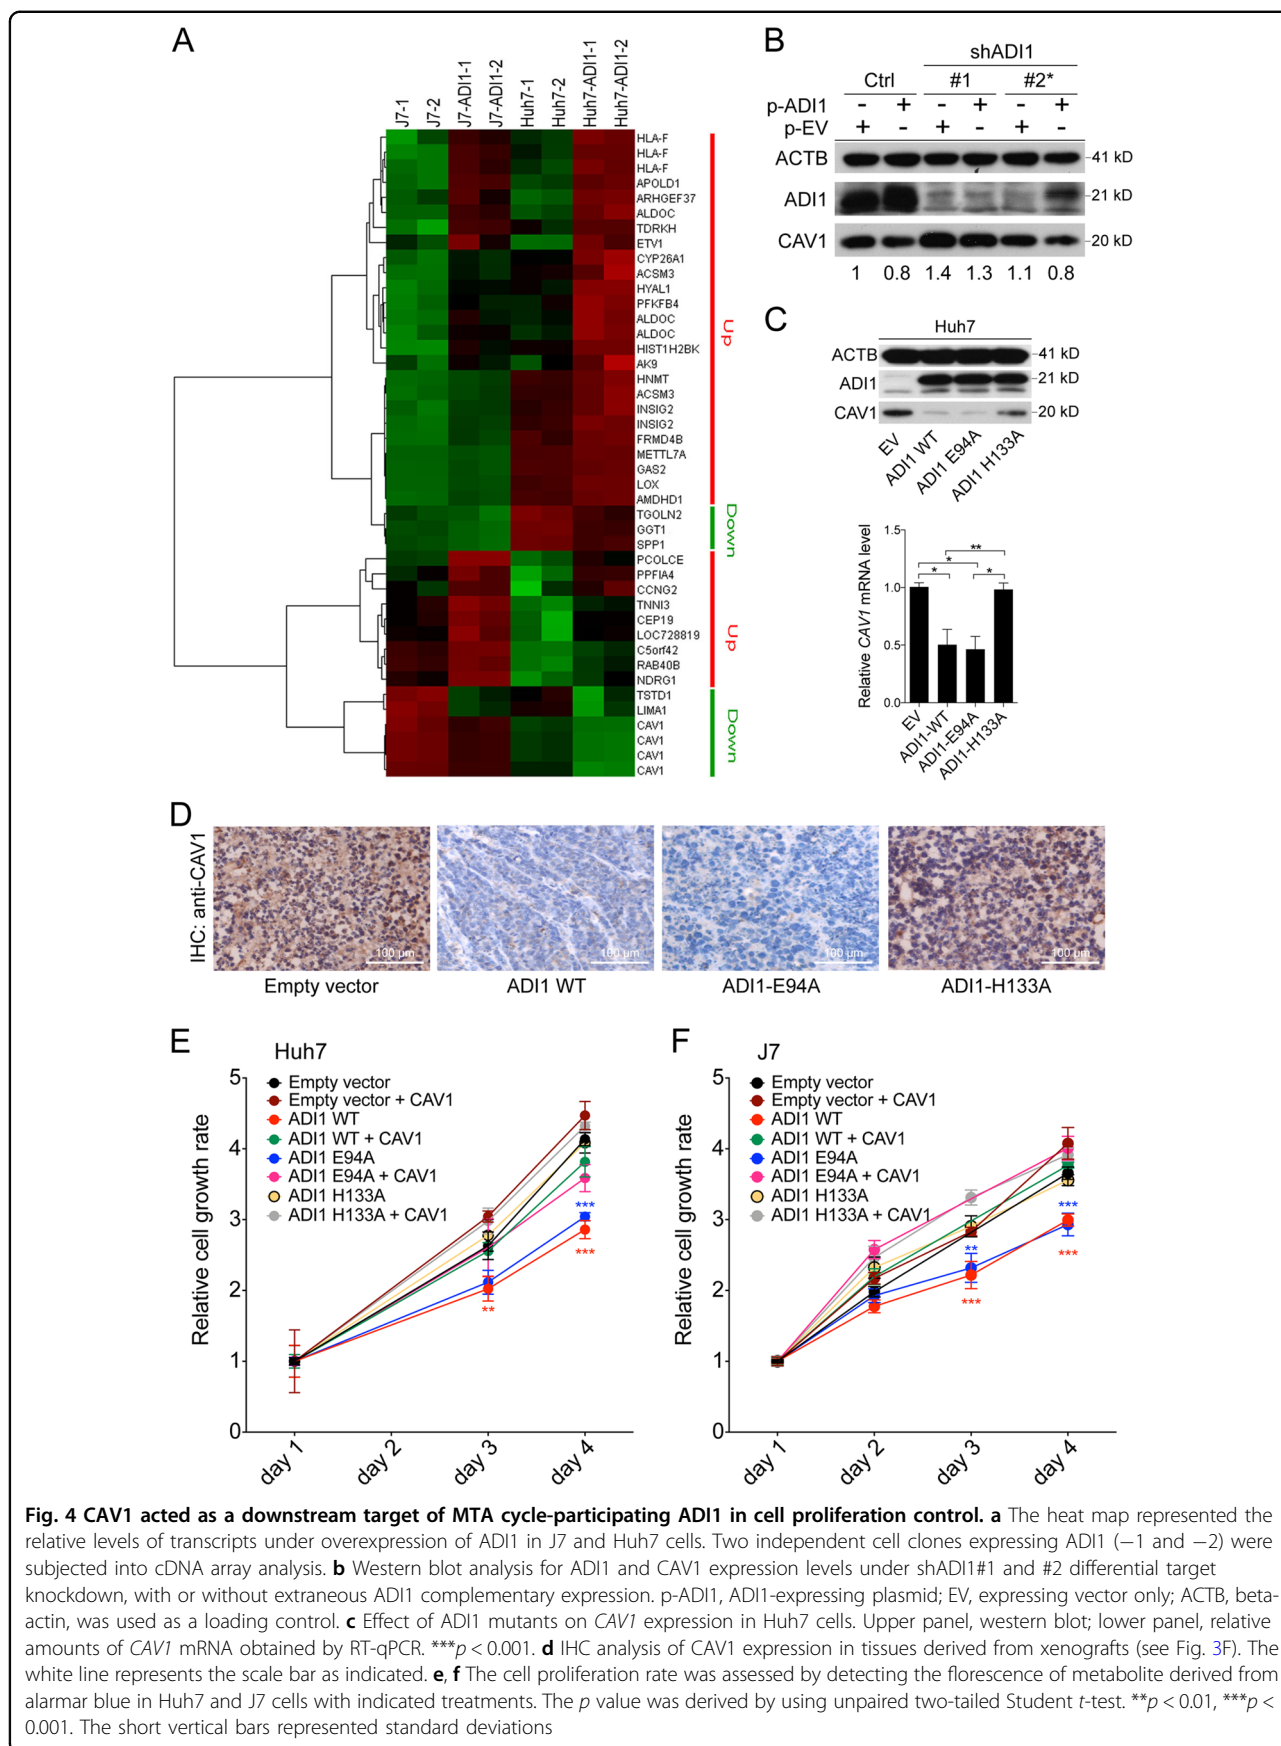 A
J7-1
J7-2
J7-ADI1-1
J7-ADI1-2
Huh7-1
Huh7-2
Huh7-ADI1-1
Huh7-ADI1-2
HLA-F
HLA-F
HLA-F
APOLD1
ARHGEF37
ALDOC
TDRKH
ETV1
CYP26A1
ACSM3
HYAL1
PFKFB4
ALDOC
ALDOC
HIST1H2BK
AK9
HNMT
ACSM3
INSIG2
INSIG2
FRMD4B
METTL7A
GAS2
LOX
AMDHD1
TGOLN2
GGT1
SPP1
PCOLCE
PPFIA4
CCNG2
TNNI3
CEP19
LOC728819
C5orf42
RAB40B
NDRG1
TSTD1
LIMA1
CAV1
CAV1
CAV1
CAV1
Up
Down
Up
Down
B
shADI1
Ctrl #1 #2*
p-ADI1 - + - + - +
p-EV + - + - + -
ACTB -41 kD
ADI1 -21 kD
CAV1 -20 kD
1 0.8 1.4 1.3 1.1 0.8
C
Huh7
ACTB -41 kD
ADI1 -21 kD
CAV1 -20 kD
EV
ADI1 WT
ADI1 E94A
ADI1 H133A
Relative CAV1 mRNA level
1.5
1.0
0.5
0.0
**
*
* *
EV
ADI1-WT
ADI1-E94A
ADI1-H133A
D
IHC: anti-CAV1
100 µm 100 µm 100 µm 100 µm
Empty vector ADI1 WT ADI1-E94A ADI1-H133A
E Huh7
Relative cell growth rate
5
4
3
2
1
0
Empty vector
Empty vector + CAV1
ADI1 WT
ADI1 WT + CAV1
ADI1 E94A
ADI1 E94A + CAV1
ADI1 H133A
ADI1 H133A + CAV1
***
***
**
day 1
day 2
day 3
day 4
F J7
Relative cell growth rate
5
4
3
2
1
0
Empty vector
Empty vector + CAV1
ADI1 WT
ADI1 WT + CAV1
ADI1 E94A
ADI1 E94A + CAV1
ADI1 H133A
ADI1 H133A + CAV1
***
**
***
***
day 1
day 2
day 3
day 4
Fig. 4 CAV1 acted as a downstream target of MTA cycle-participating ADI1 in cell proliferation control. a The heat map represented the
relative levels of transcripts under overexpression of ADI1 in J7 and Huh7 cells. Two independent cell clones expressing ADI1 (−1 and −2) were
subjected into cDNA array analysis. b Western blot analysis for ADI1 and CAV1 expression levels under shADI1#1 and #2 differential target
knockdown, with or without extraneous ADI1 complementary expression. p-ADI1, ADI1-expressing plasmid; EV, expressing vector only; ACTB, beta-
actin, was used as a loading control. c Effect of ADI1 mutants on CAV1 expression in Huh7 cells. Upper panel, western blot; lower panel, relative
amounts of CAV1 mRNA obtained by RT-qPCR. ***p < 0.001. d IHC analysis of CAV1 expression in tissues derived from xenografts (see Fig. 3F). The
white line represents the scale bar as indicated. e, f The cell proliferation rate was assessed by detecting the florescence of metabolite derived from
alarmar blue in Huh7 and J7 cells with indicated treatments. The p value was derived by using unpaired two-tailed Student t-test. **p < 0.01, ***p <
0.001. The short vertical bars represented standard deviations